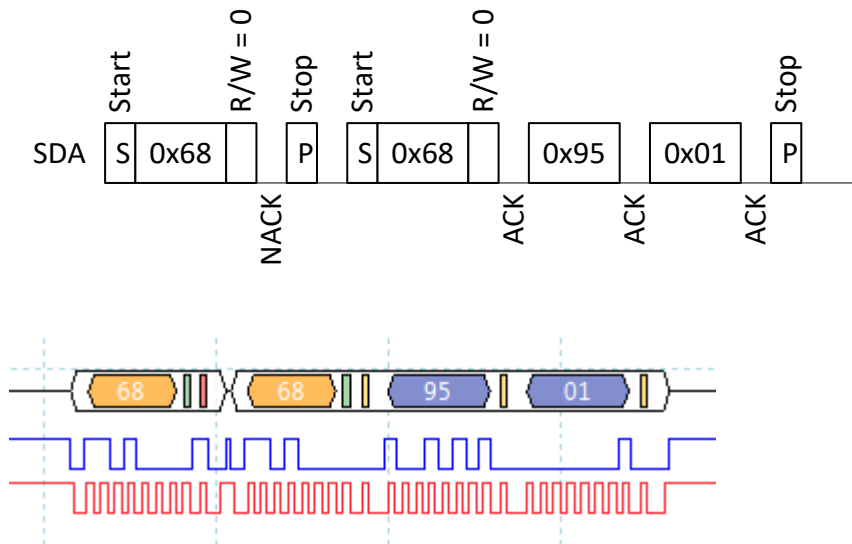 Start R/W = 0 Stop Start R/W = 0 Stop
SDA S 0x68 P S 0x68 0x95 0x01 P
NACK ACK ACK ACK
68 68 95 01